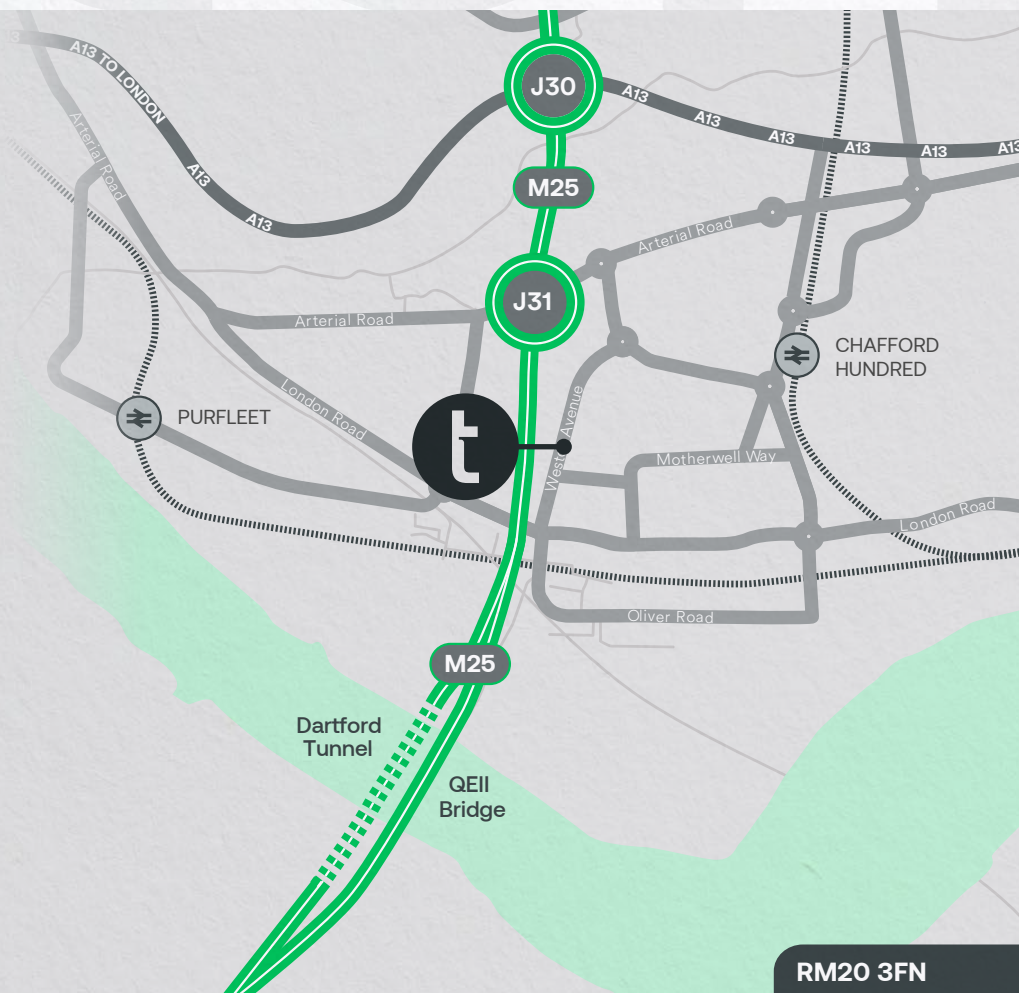 A13 TO LONDON
Arterial Road
A13
A13
J30
A13
A13
A13
A13
A13
A13
M25
Arterial Road
J31
Arterial Road
CHAFFORD
HUNDRED
London Road
PURFLEET
t
Avenue
Motherwell Way
London Road
Oliver Road
M25
Dartford
Tunnel
QEII
Bridge
RM20 3FN